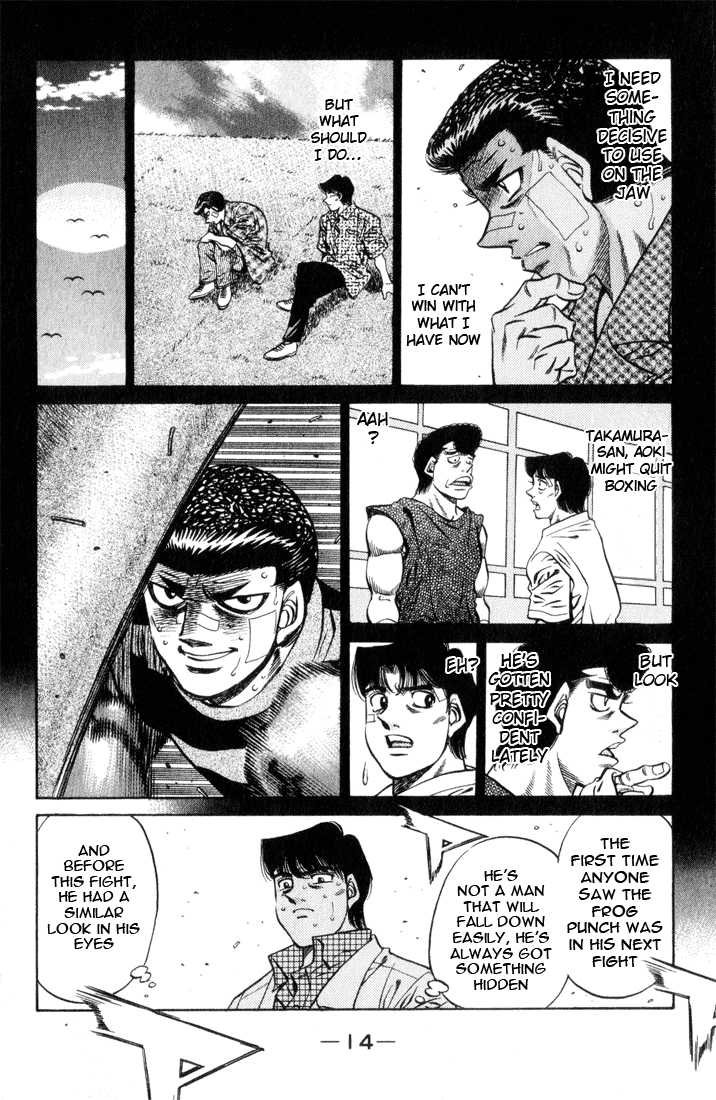 I NEED
SOME-
THING
DECISIVE
TO USE
ON THE
JAW
I CAN'T
WIN WITH
WHAT I
HAVE NOW
BUT
WHAT
SHOULD
I DO...
TAKAMURA-
SAN, AOKI
MIGHT QUIT
BOXING
AAH
?
BUT
LOOK
HE'S
GOTTEN
PRETTY
CONFI-
DENT
LATELY
EH?
THE
FIRST TIME
ANYONE
SAW THE
FROG
PUNCH WAS
IN HIS NEXT
FIGHT
HE'S
NOT A MAN
THAT WILL
FALL DOWN
EASILY, HE'S
ALWAYS GOT
SOMETHING
HIDDEN
AND
BEFORE
THIS FIGHT,
HE HAD A
SIMILAR
LOOK IN HIS
EYES
—14—